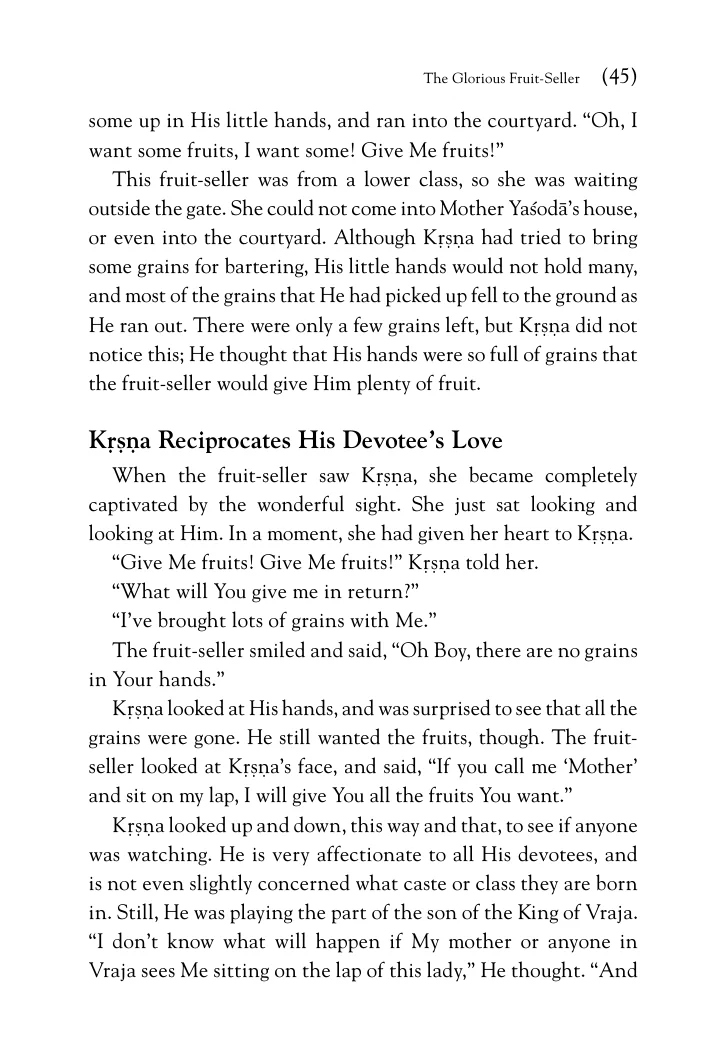 The Glorious Fruit-Seller (45)
some up in His little hands, and ran into the courtyard. “Oh, I
want some fruits, I want some! Give Me fruits!”
This fruit-seller was from a lower class, so she was waiting
outside the gate. She could not come into Mother Yaśodā’s house,
or even into the courtyard. Although Kṛṣṇa had tried to bring
some grains for bartering, His little hands would not hold many,
and most of the grains that He had picked up fell to the ground as
He ran out. There were only a few grains left, but Kṛṣṇa did not
notice this; He thought that His hands were so full of grains that
the fruit-seller would give Him plenty of fruit.
Kṛṣṇa Reciprocates His Devotee’s Love
When the fruit-seller saw Kṛṣṇa, she became completely
captivated by the wonderful sight. She just sat looking and
looking at Him. In a moment, she had given her heart to Kṛṣṇa.
“Give Me fruits! Give Me fruits!” Kṛṣṇa told her.
“What will You give me in return?”
“I’ve brought lots of grains with Me.”
The fruit-seller smiled and said, “Oh Boy, there are no grains
in Your hands.”
Kṛṣṇa looked at His hands, and was surprised to see that all the
grains were gone. He still wanted the fruits, though. The fruit-
seller looked at Kṛṣṇa’s face, and said, “If you call me ‘Mother’
and sit on my lap, I will give You all the fruits You want.”
Kṛṣṇa looked up and down, this way and that, to see if anyone
was watching. He is very affectionate to all His devotees, and
is not even slightly concerned what caste or class they are born
in. Still, He was playing the part of the son of the King of Vraja.
“I don’t know what will happen if My mother or anyone in
Vraja sees Me sitting on the lap of this lady,” He thought. “And